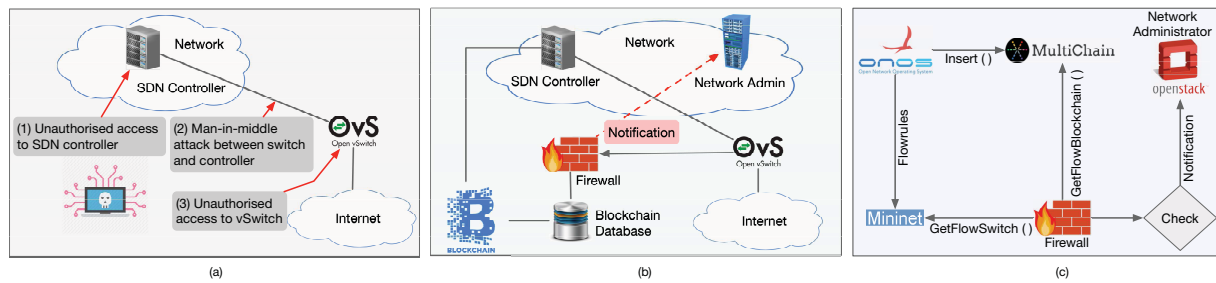 Network
SDN Controller
(1) Unauthorised access
to SDN controller
(2) Man-in-middle
attack between switch
and controller
OvS
Open vSwitch
(3) Unauthorised
access to vSwitch
Internet
(a)
Network
SDN Controller
Network Admin
Notification
OvS
Open vSwitch
Firewall
Blockchain
Database
BLOCKCHAIN
Internet
(b)
Network
Administrator
onos
Open Network Operating System
Insert ( )
MultiChain
openstack
Flowrules
GetFlowBlockchain ( )
Notification
Mininet
GetFlowSwitch ( )
Firewall
Check
(c)